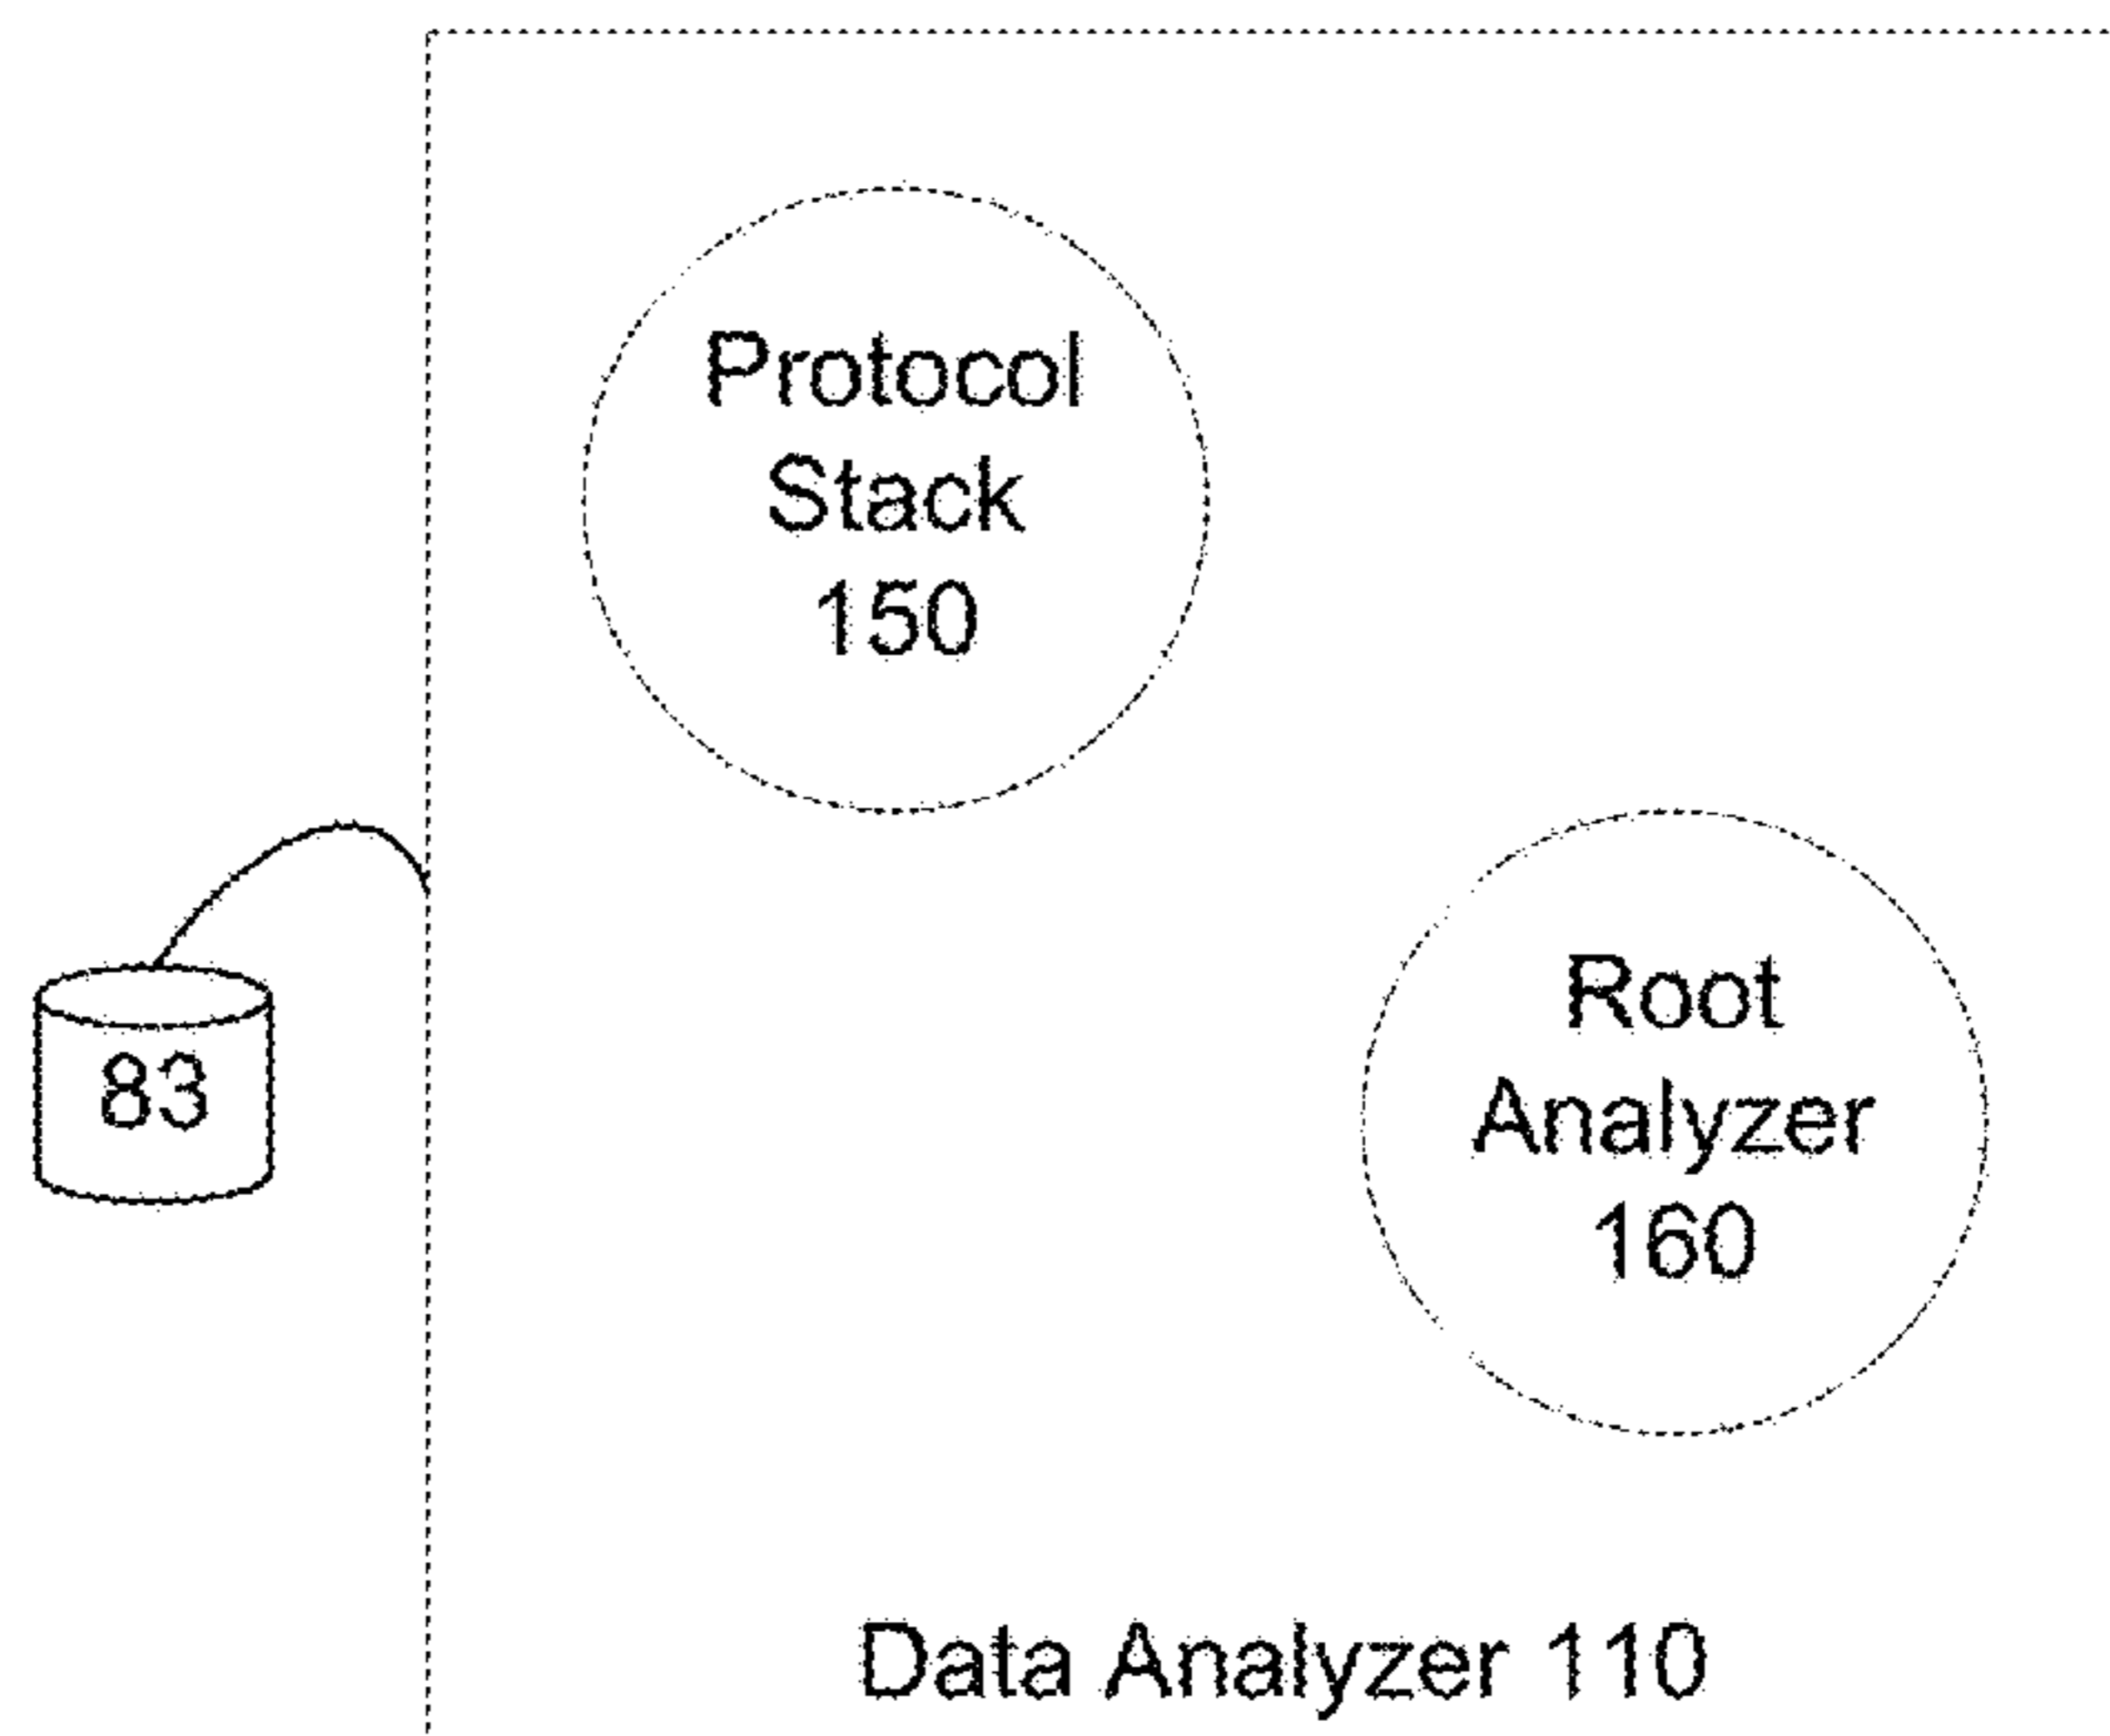 Protocol
Stack
150
83
Root
Analyzer
160
Data Analyzer 110